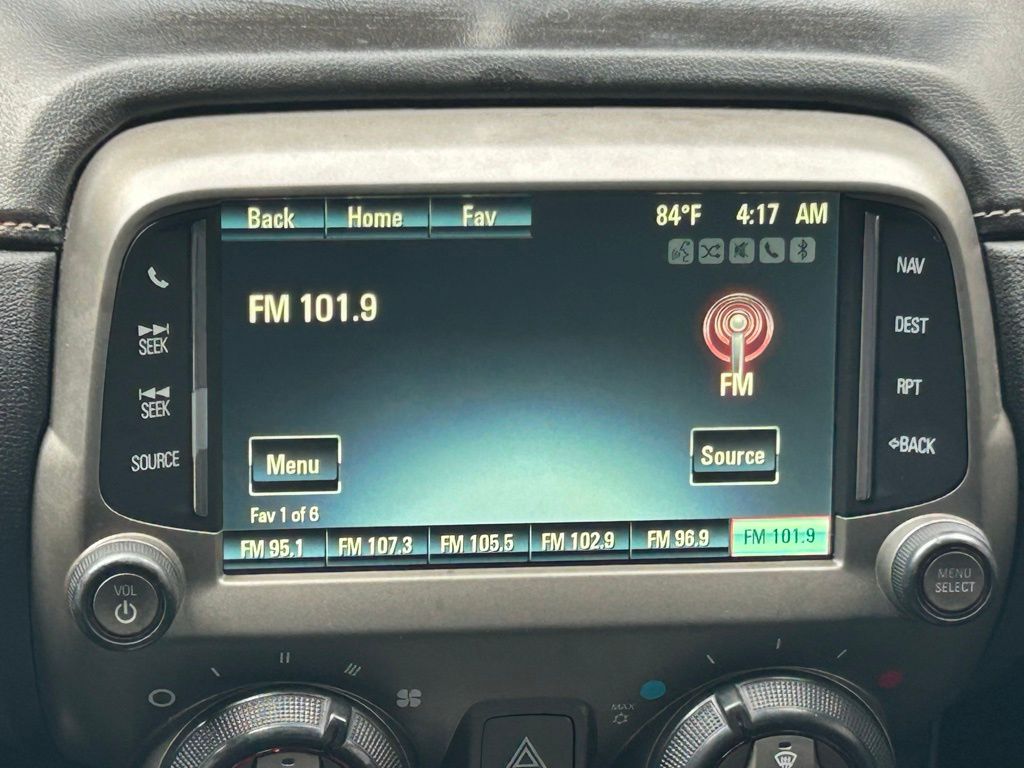 Back Home Fav 84°F 4:17 AM
FM 101.9
FM
Menu
Source
Fav 1 of 6
FM 95.1 FM 107.3 FM 105.5 FM 102.9 FM 96.9 FM 101.9
SEEK
SEEK
SOURCE
NAV
DEST
RPT
BACK
VOL
MENU
SELECT
MAX